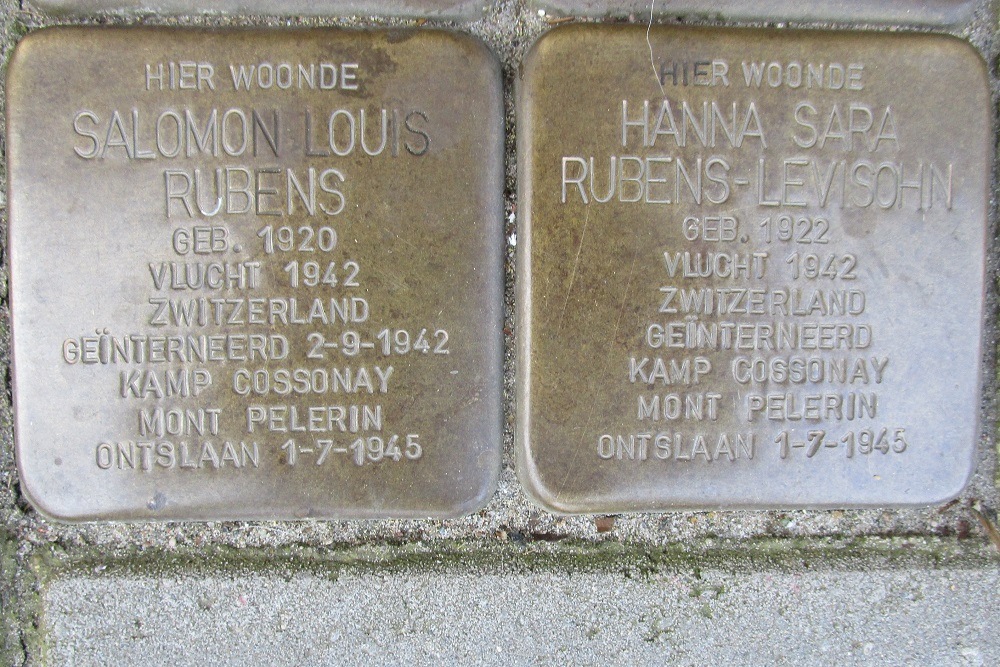 HIER WOONDE
SALOMON LOUIS
RUBENS
GEB. 1920
VLUCHT 1942
ZWITZERLAND
GEÏNTERNEERD 2-9-1942
KAMP COSSONAY
MONT PELERIN
ONTSLAAN 1-7-1945
HIER WOONDE
HANNA SARA
RUBENS-LEVISOHN
GEB. 1922
VLUCHT 1942
ZWITZERLAND
GEÏNTERNEERD
KAMP COSSONAY
MONT PELERIN
ONTSLAAN 1-7-1945